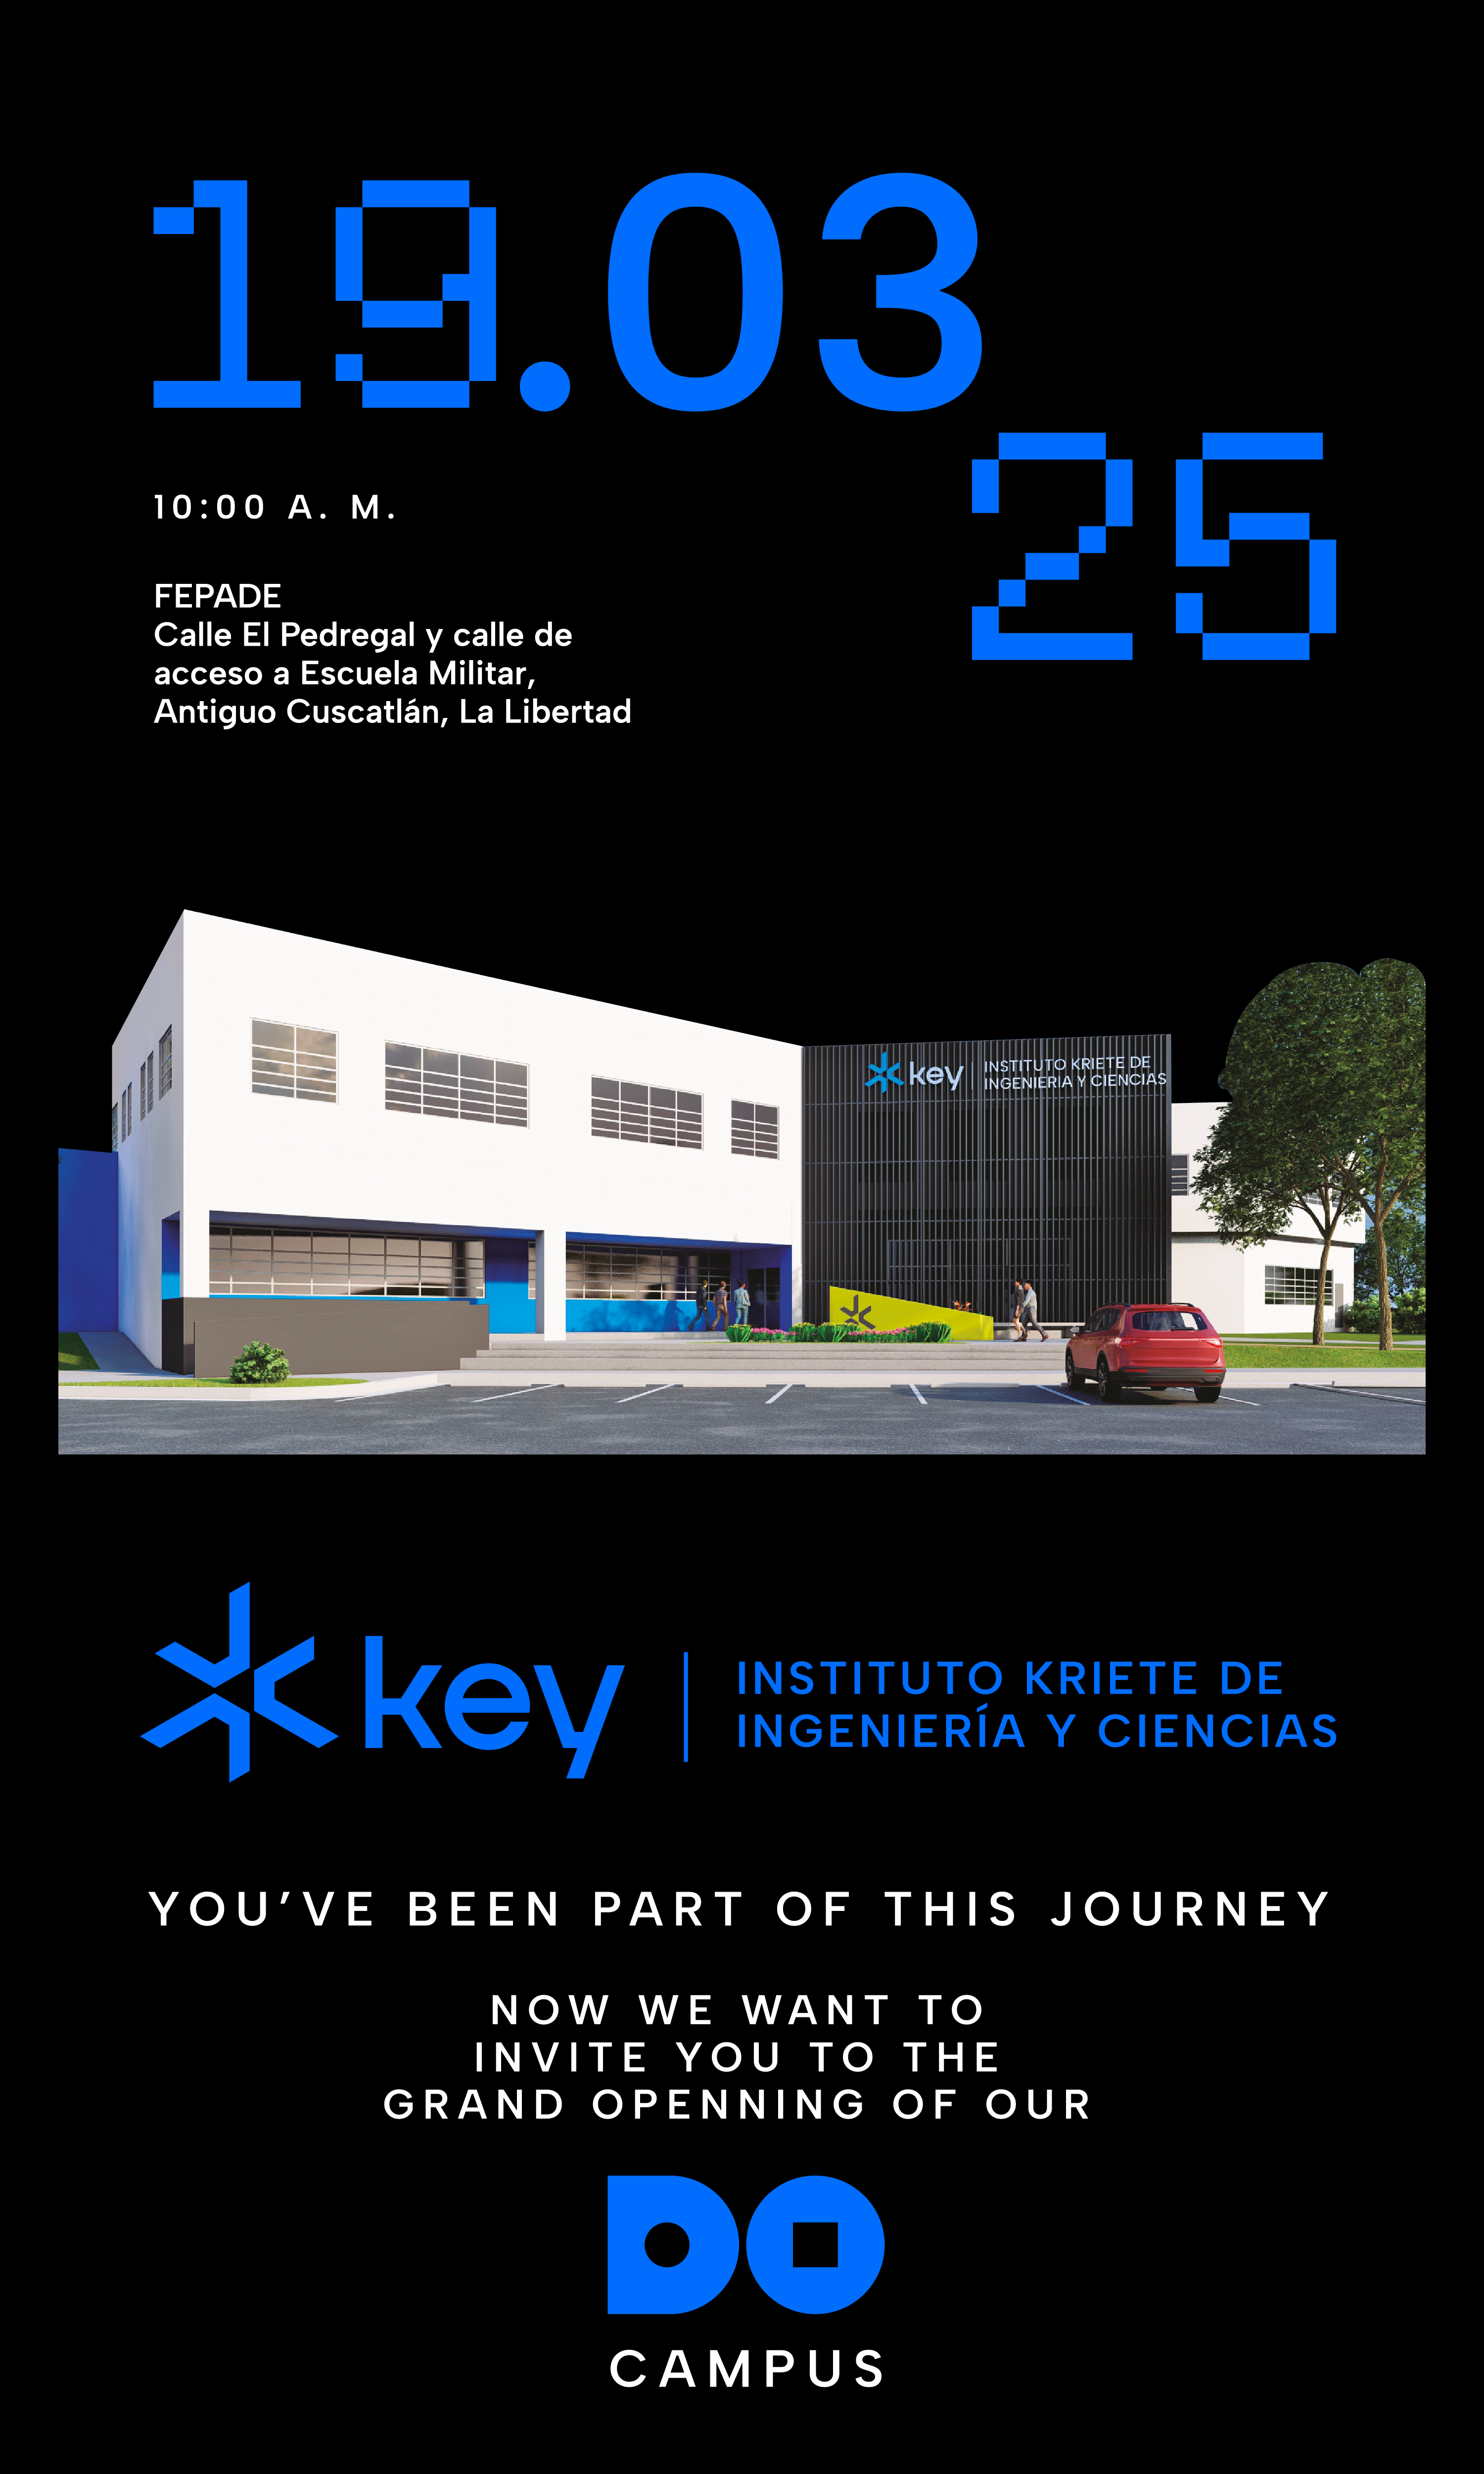 19.03
25
10:00 A. M.
FEPADE
Calle El Pedregal y calle de
acceso a Escuela Militar,
Antiguo Cuscatlán, La Libertad
key
INSTITUTO KRIETE DE
INGENIERIA Y CIENCIAS
key
INSTITUTO KRIETE DE
INGENIERÍA Y CIENCIAS
YOU’VE BEEN PART OF THIS JOURNEY
NOW WE WANT TO
INVITE YOU TO THE
GRAND OPENNING OF OUR
DO
CAMPUS